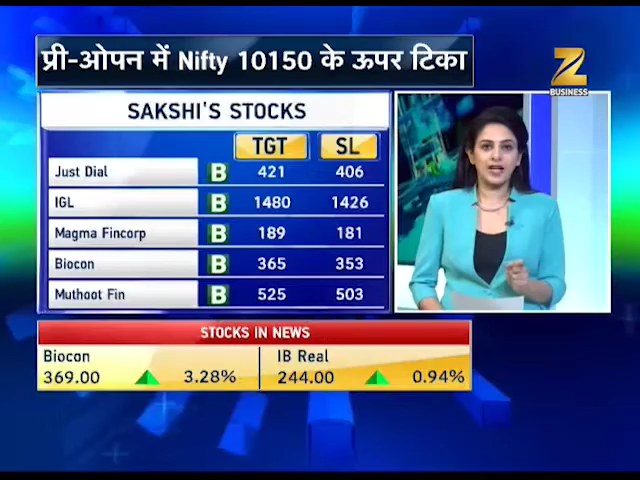 प्री-ओपन में Nifty 10150 के ऊपर टिका
Z
BUSINESS
SAKSHI'S STOCKS
TGT SL
Just Dial B 421 406
IGL B 1480 1426
Magma Fincorp B 189 181
Biocon B 365 353
Muthoot Fin B 525 503
STOCKS IN NEWS
Biocon IB Real
369.00 3.28% 244.00 0.94%